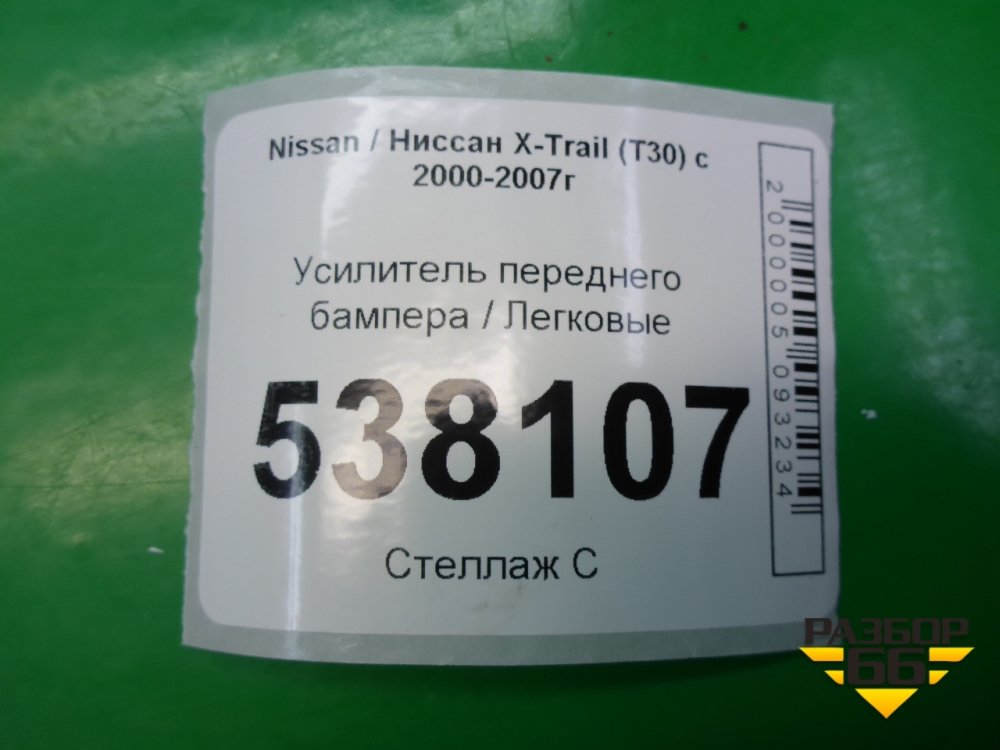 Nissan / Ниссан X-Trail (T30) с
2000-2007г
Усилитель переднего
бампера / Легковые
538107
Стеллаж С
2000005093234
РАЗБОР
66